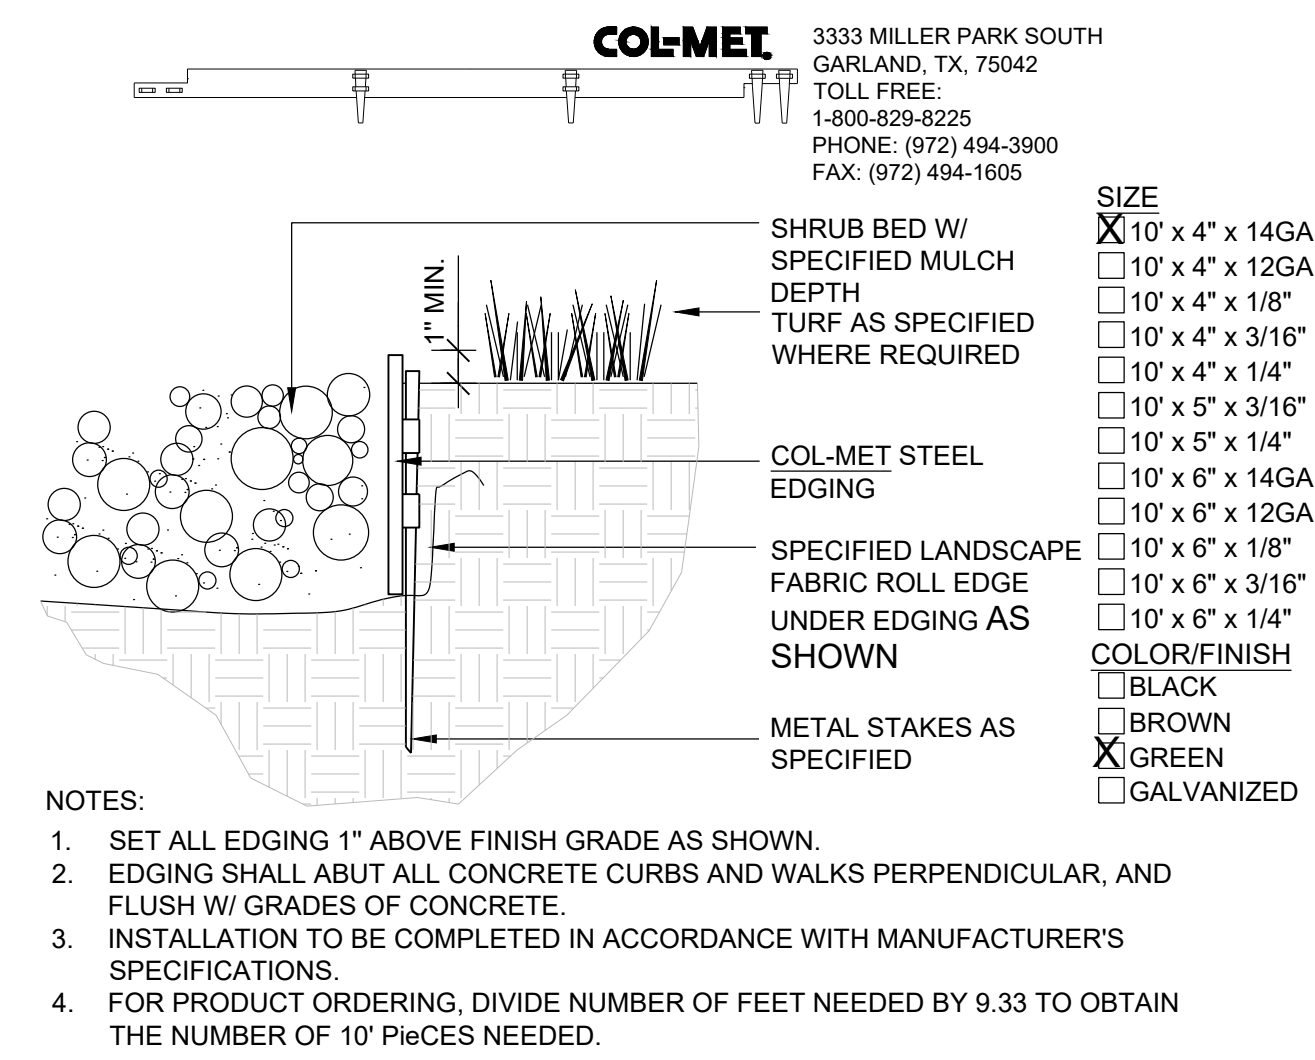 COL-MET.
3333 MILLER PARK SOUTH
GARLAND, TX, 75042
TOLL FREE:
1-800-829-8225
PHONE: (972) 494-3900
FAX: (972) 494-1605
1" MIN.
SHRUB BED W/
SPECIFIED MULCH
DEPTH
TURF AS SPECIFIED
WHERE REQUIRED
COL-MET STEEL
EDGING
SPECIFIED LANDSCAPE
FABRIC ROLL EDGE
UNDER EDGING AS
SHOWN
METAL STAKES AS
SPECIFIED
SIZE
X 10' x 4" x 14GA
10' x 4" x 12GA
10' x 4" x 1/8"
10' x 4" x 3/16"
10' x 4" x 1/4"
10' x 5" x 3/16"
10' x 5" x 1/4"
10' x 6" x 14GA
10' x 6" x 12GA
10' x 6" x 1/8"
10' x 6" x 3/16"
10' x 6" x 1/4"
COLOR/FINISH
BLACK
BROWN
X GREEN
GALVANIZED
NOTES:
1. SET ALL EDGING 1" ABOVE FINISH GRADE AS SHOWN.
2. EDGING SHALL ABUT ALL CONCRETE CURBS AND WALKS PERPENDICULAR, AND
FLUSH W/ GRADES OF CONCRETE.
3. INSTALLATION TO BE COMPLETED IN ACCORDANCE WITH MANUFACTURER'S
SPECIFICATIONS.
4. FOR PRODUCT ORDERING, DIVIDE NUMBER OF FEET NEEDED BY 9.33 TO OBTAIN
THE NUMBER OF 10' PieCES NEEDED.